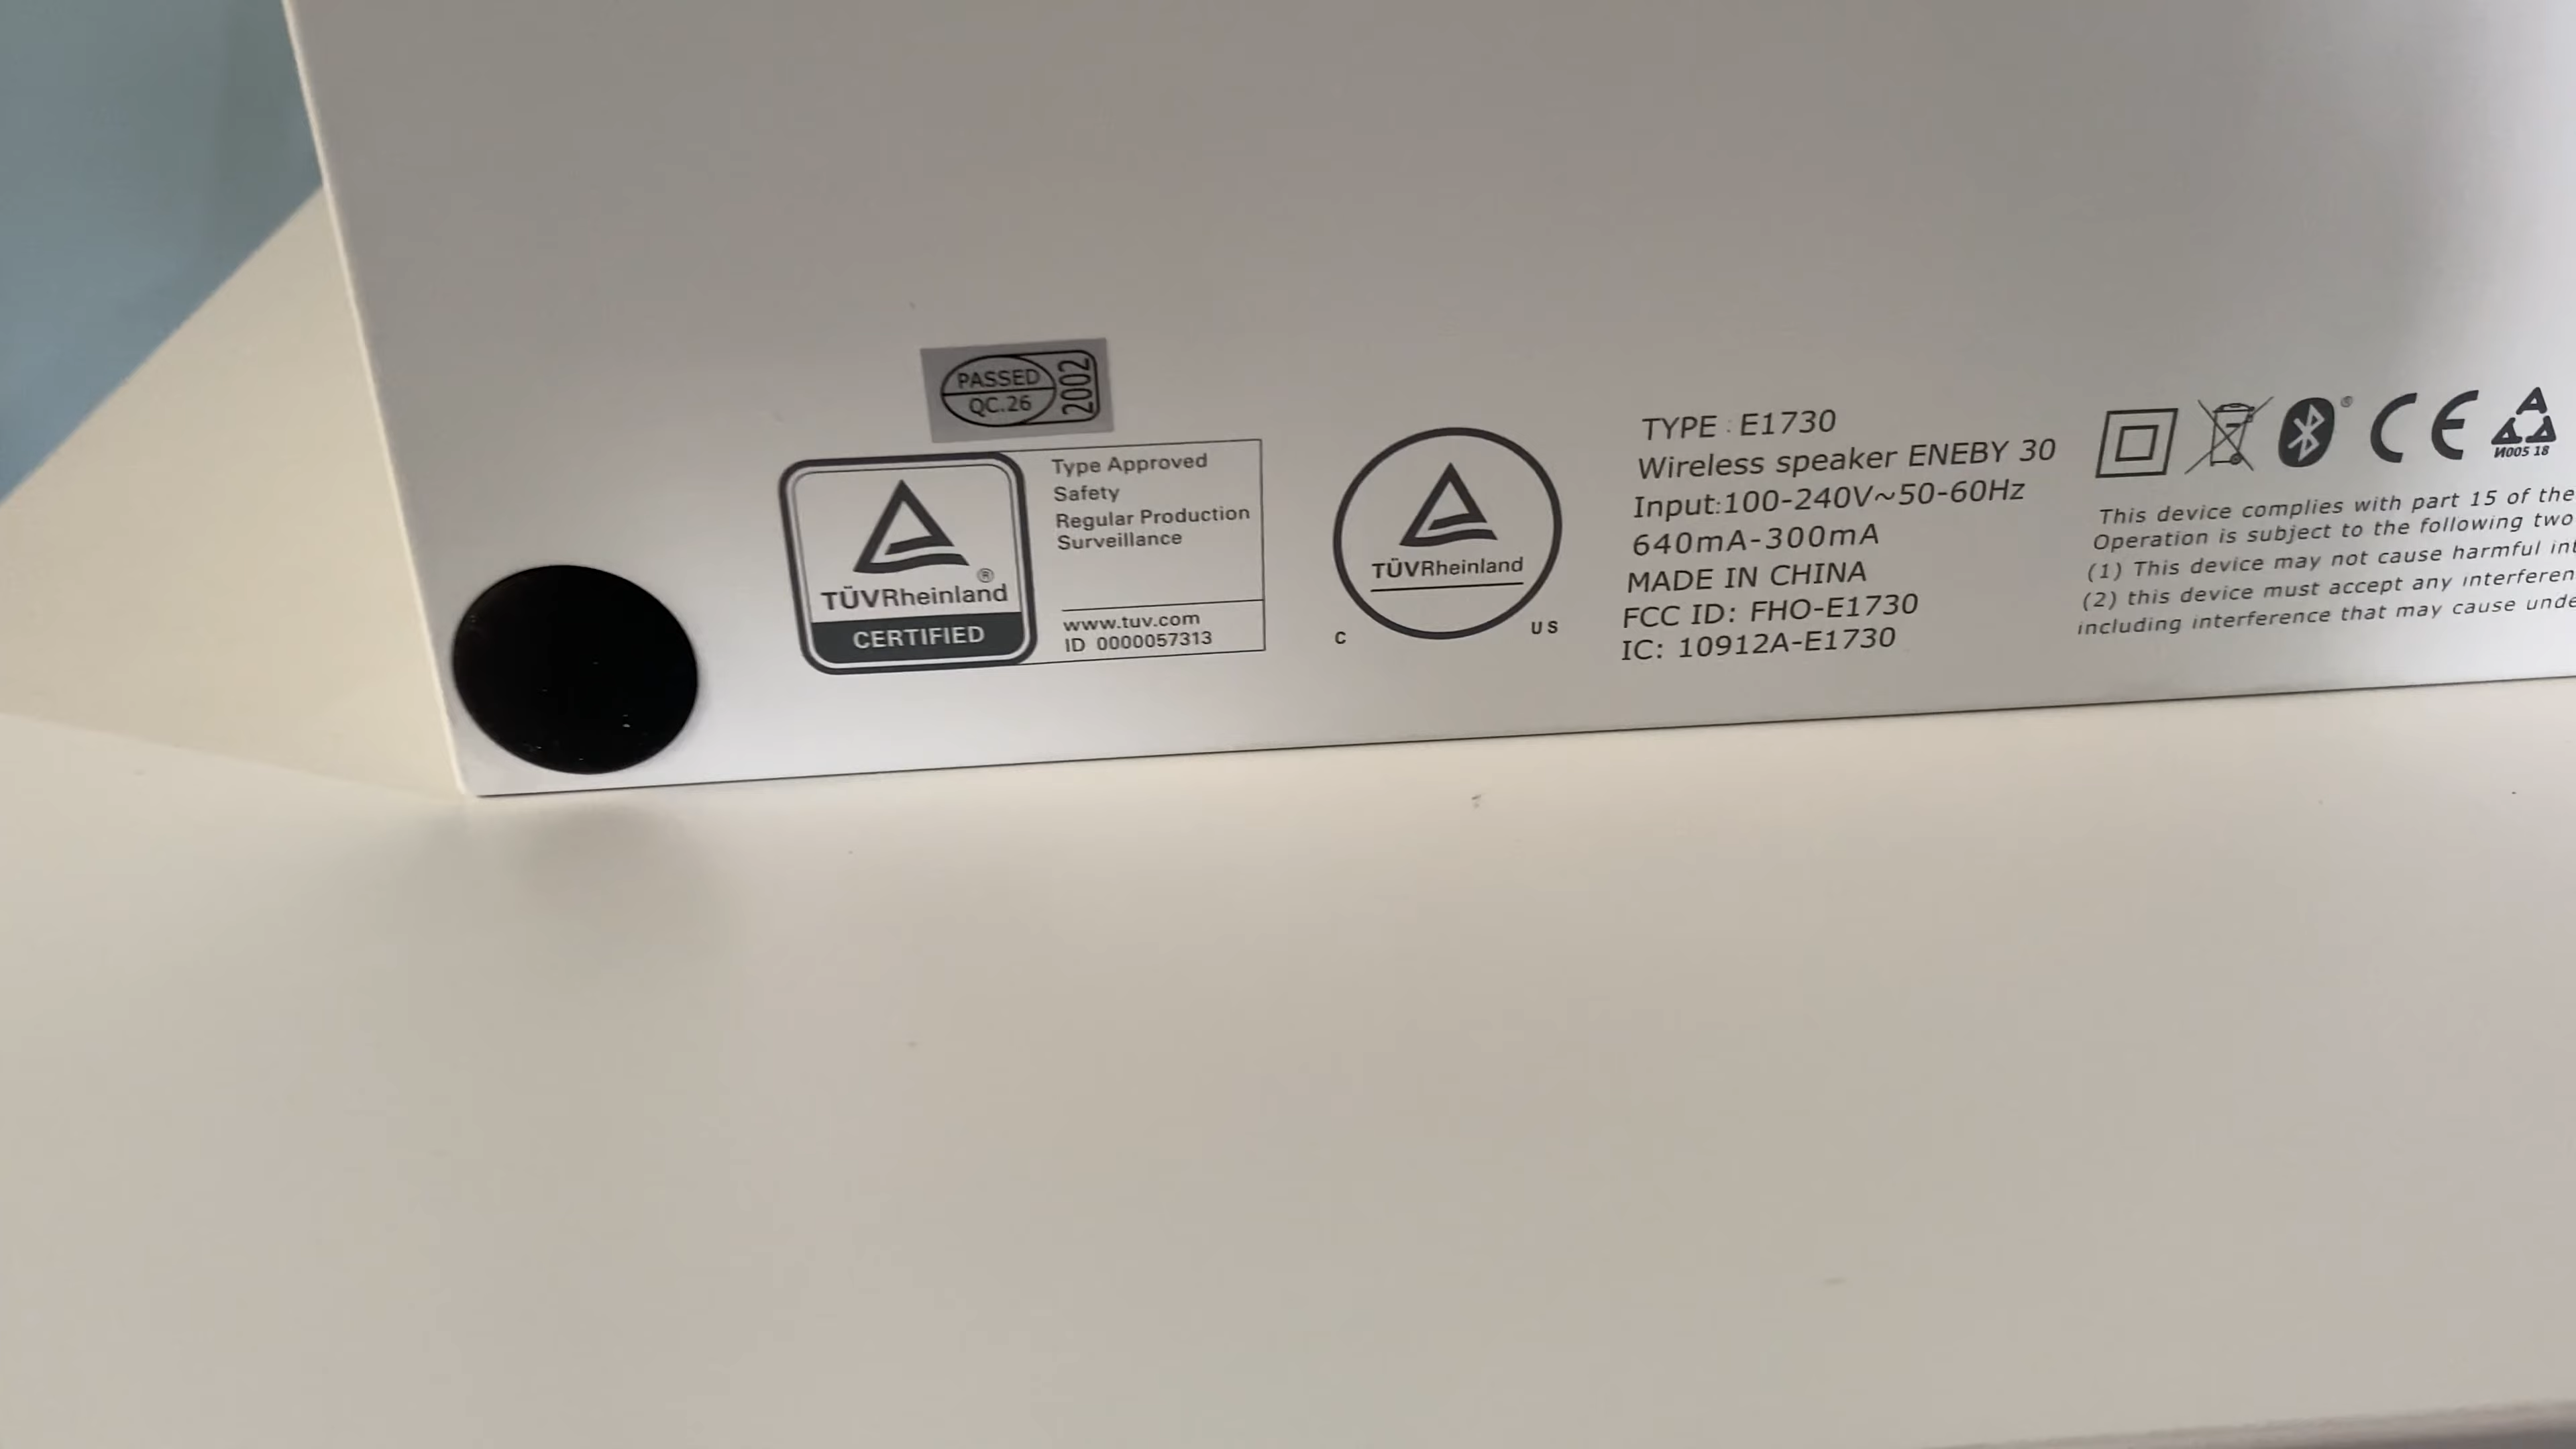 PASSED
QC.26
2002
TÜVRheinland®
CERTIFIED
Type Approved
Safety
Regular Production
Surveillance
www.tuv.com
ID 0000057313
TÜVRheinland
C US
TYPE : E1730
Wireless speaker ENEBY 30
Input:100-240V~50-60Hz
640mA-300mA
MADE IN CHINA
FCC ID: FHO-E1730
IC: 10912A-E1730
CE
И005 18
This device complies with part 15 of the
Operation is subject to the following two
(1) This device may not cause harmful
(2) this device must accept any
including interference that may cause